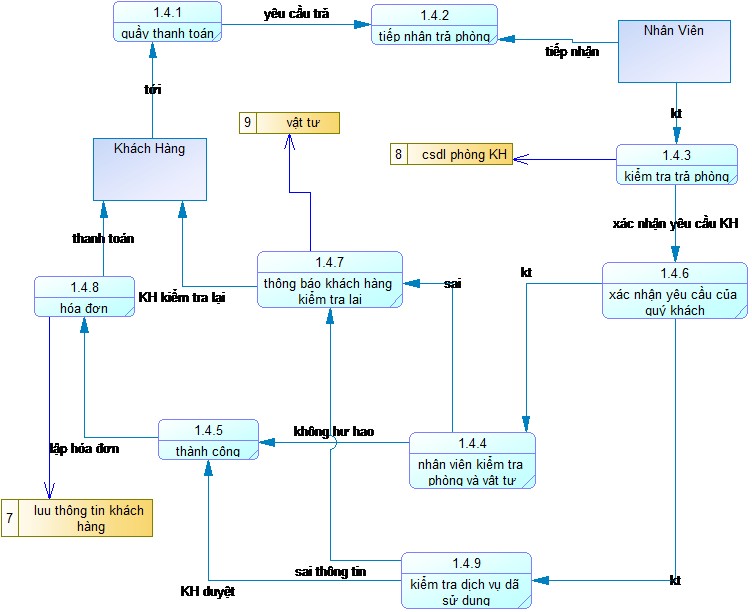 1.4.1
quầy thanh toán
yêu cầu trả
1.4.2
tiếp nhận trả phòng
tiếp nhận
Nhân Viên
tới
kt
9
vật tư
Khách Hàng
8
csdl phòng KH
1.4.3
kiểm tra trả phòng
xác nhận yêu cầu KH
thanh toán
1.4.7
thông báo khách hàng
kiểm tra lại
1.4.6
xác nhận yêu cầu của
quý khách
kt
sai
1.4.8
hóa đơn
KH kiểm tra lại
1.4.5
thành công
không hư hao
1.4.4
nhân viên kiểm tra
phòng và vật tư
lập hóa đơn
7
luu thông tin khách
hàng
1.4.9
kiểm tra dịch vụ dã
sử dụng
sai thông tin
KH duyệt
kt